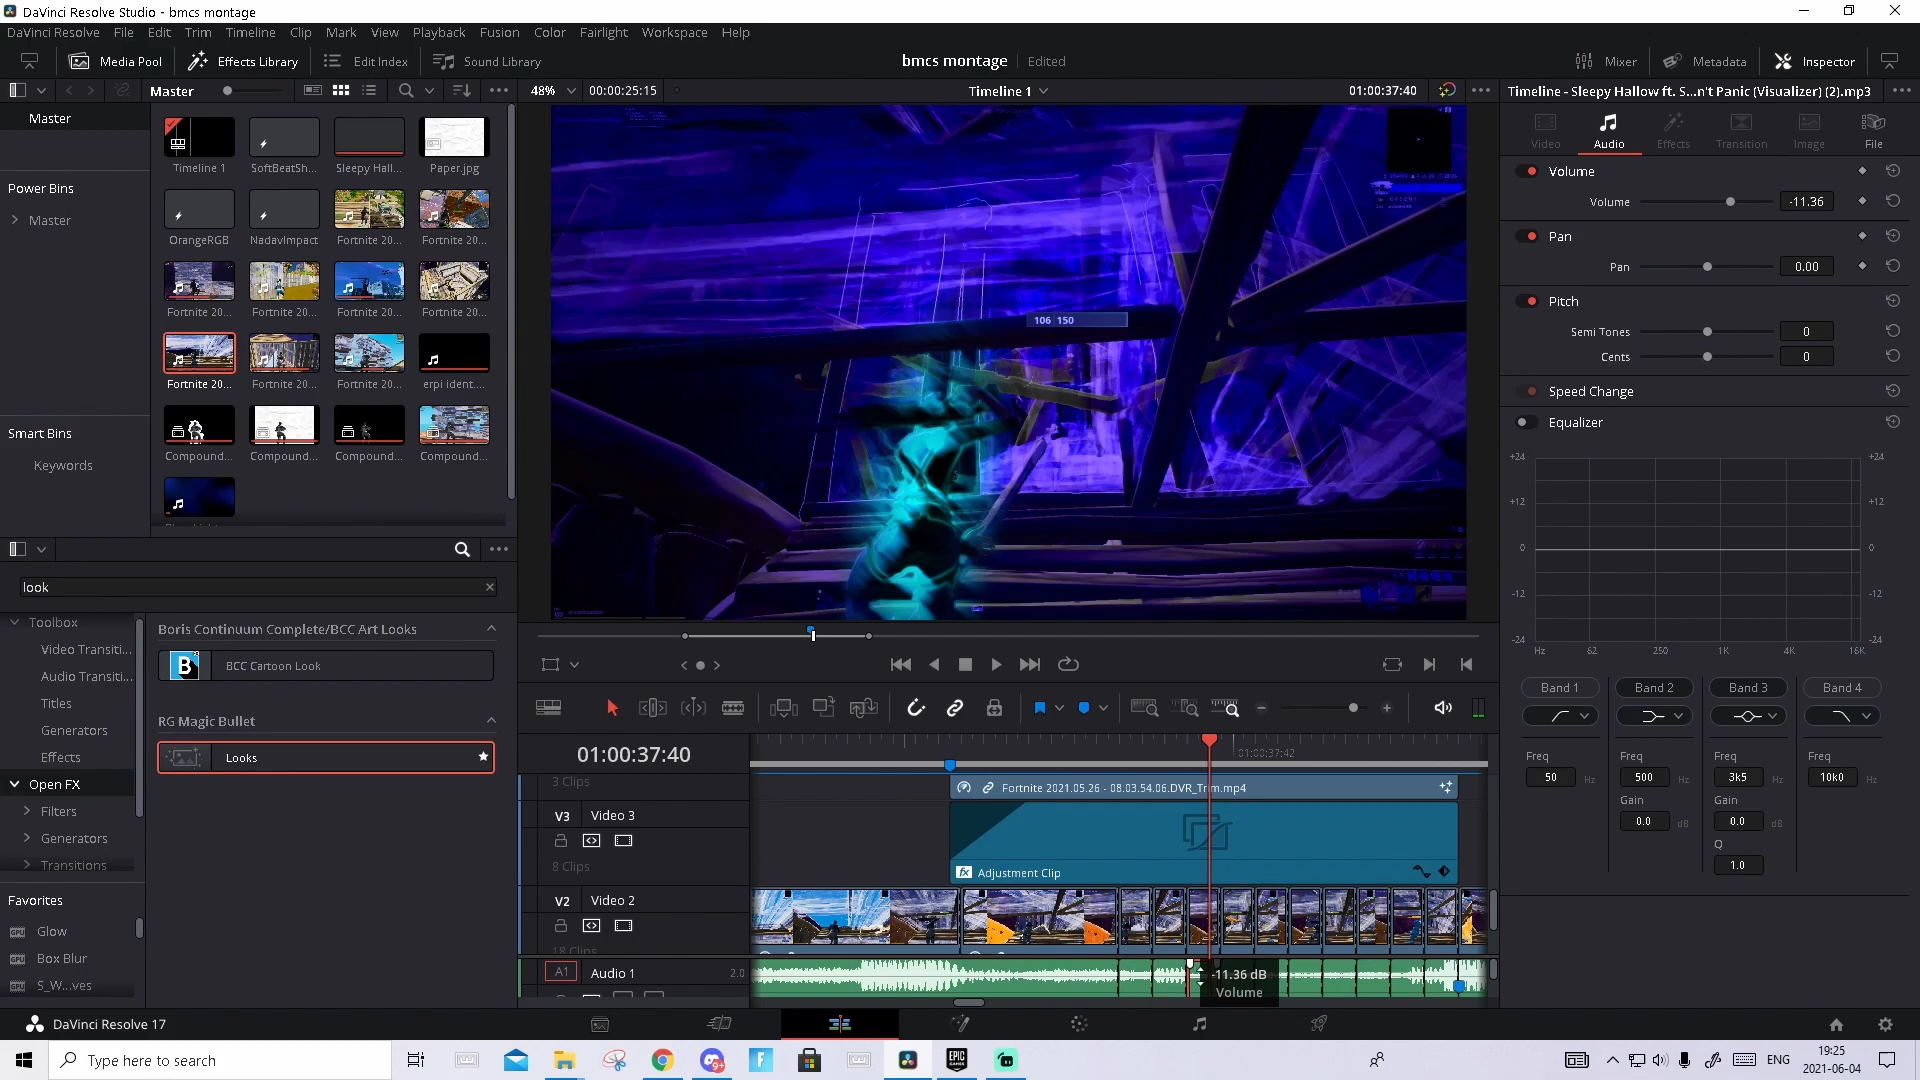 DaVinci Resolve Studio - bmcs montage
DaVinci Resolve File Edit Trim Timeline Clip Mark View Playback Fusion Color Fairlight Workspace Help
Media Pool Effects Library Edit Index Sound Library bmcs montage Edited Mixer Metadata Inspector
Master 48% 00:00:25:15 Timeline 1 01:00:37:40 Timeline - Sleepy Hallow ft. S...n't Panic (Visualizer) (2).mp3
Master
Power Bins
Master
Smart Bins
Keywords
Timeline 1 SoftBeatSh... Sleepy Hall... Paper.jpg
OrangeRGB NadavImpact Fortnite 20... Fortnite 20...
Fortnite 20... Fortnite 20... Fortnite 20... Fortnite 20...
Fortnite 20... Fortnite 20... Fortnite 20... erpi ident....
Compound... Compound... Compound... Compound...
106 150
Video Audio Effects Transition Image File
Volume
Volume -11.36
Pan
Pan 0.00
Pitch
Semi Tones 0
Cents 0
Speed Change
Equalizer
+24 +24
+12 +12
0 0
-12 -12
-24 -24
Hz 62 250 1K 4K 16K
Band 1 Band 2 Band 3 Band 4
Freq Freq Freq Freq
50 Hz 500 Hz 3k5 Hz 10k0 Hz
Gain Gain
0.0 dB 0.0 dB
Q
1.0
look
Toolbox
Video Transiti...
Audio Transiti...
Titles
Generators
Effects
Open FX
Filters
Generators
Transitions
Favorites
Glow
Box Blur
S_W...ves
Boris Continuum Complete/BCC Art Looks
B BCC Cartoon Look
RG Magic Bullet
Looks
01:00:37:40 01:00:37:42
3 Clips
Fortnite 2021.05.26 - 08.03.54.06.DVR_Trim.mp4
V3 Video 3
8 Clips
fx Adjustment Clip
V2 Video 2
18 Clips
A1 Audio 1 2.0
-11.36 dB
Volume
DaVinci Resolve 17
Type here to search
EPIC GAMES
ENG
19:25
2021-06-04